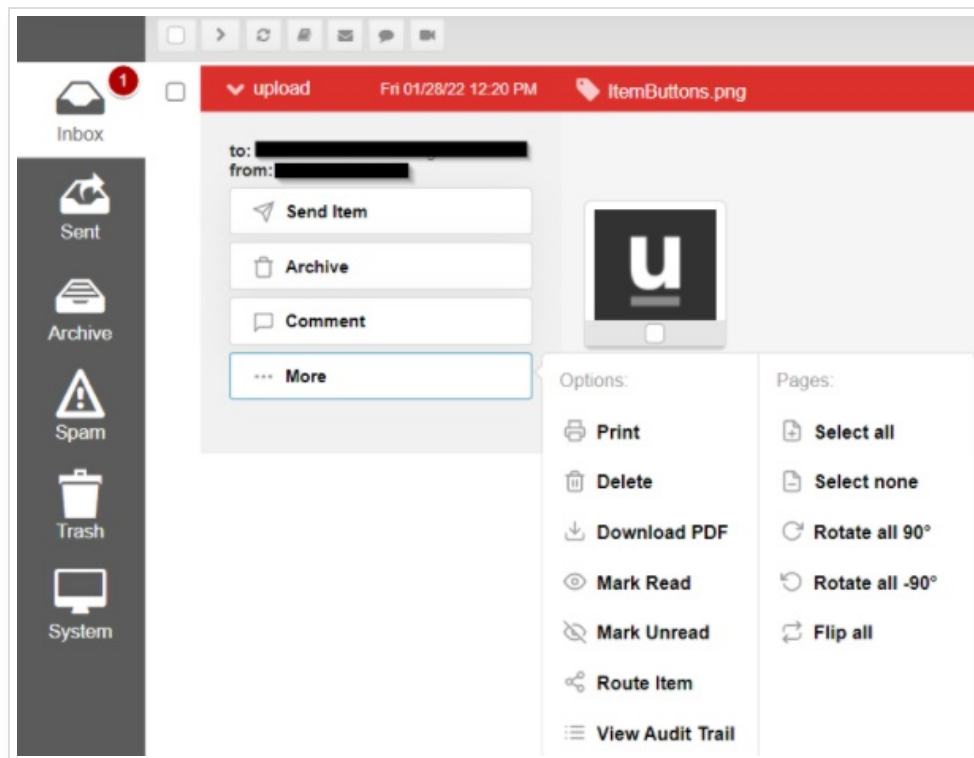 1
Inbox
Sent
Archive
Spam
Trash
System
upload Fri 01/28/22 12:20 PM ItemButtons.png
to:
from:
Send Item
Archive
Comment
More
u
Options:
Print
Delete
Download PDF
Mark Read
Mark Unread
Route Item
View Audit Trail
Pages:
Select all
Select none
Rotate all 90°
Rotate all -90°
Flip all